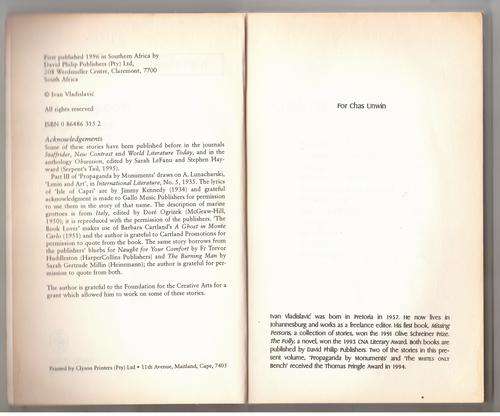 First published 1996 in Southern Africa by
David Philip Publishers (Pty) Ltd,
208 Werdmuller Centre, Claremont, 7700
South Africa
© Ivan Vladislavić
All rights reserved
ISBN 0 86486 315 2
Acknowledgements
Some of these stories have been published before in the journals
Staffrider, New Contrast and World Literature Today, and in the
anthology Obsession, edited by Sarah LeFanu and Stephen Hay-
ward (Serpent's Tail, 1995).
Part III of 'Propaganda by Monuments' draws on A. Lunacharski,
'Lenin and Art', in International Literature, No. 5, 1935. The lyrics
of 'Isle of Capri' are by Jimmy Kennedy (1934) and grateful
acknowledgment is made to Gallo Music Publishers for permission
to use them in the story of that name. The description of marine
grottoes is from Italy, edited by Doré Ogrizek (McGraw-Hill,
1950); it is reproduced with the permission of the publishers. 'The
Book Lover' makes use of Barbara Cartland's A Ghost in Monte
Carlo (1951) and the author is grateful to Cartland Promotions for
permission to quote from the book. The same story borrows from
the publishers' blurbs for Naught for Your Comfort by Fr Trevor
Huddleston (HarperCollins Publishers) and The Burning Man by
Sarah Gertrude Millin (Heinemann); the author is grateful for per-
mission to quote from both.
The author is grateful to the Foundation for the Creative Arts for a
grant which allowed him to work on some of these stories.
Printed by Clyson Printers (Pty) Ltd • 11th Avenue, Maitland, Cape, 7405
For Chas Unwin
Ivan Vladislavić was born in Pretoria in 1957. He now lives in
Johannesburg and works as a freelance editor. His first book, Missing
Persons, a collection of stories, won the 1991 Olive Schreiner Prize.
The Folly, a novel, won the 1993 CNA Literary Award. Both books are
published by David Philip Publishers. Two of the stories in this pre-
sent volume, 'Propaganda by Monuments' and 'The WHITES ONLY
Bench' received the Thomas Pringle Award in 1994.